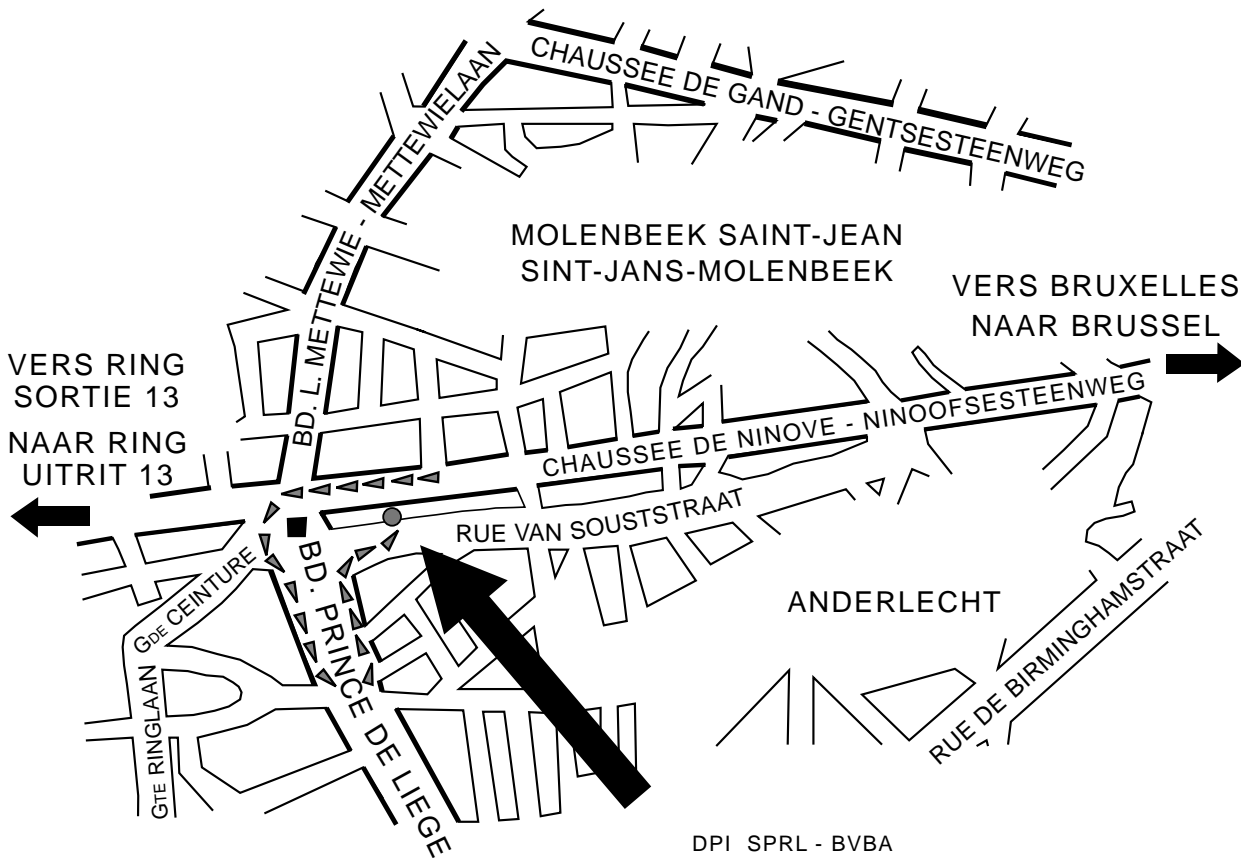 CHAUSSEE DE GAND - GENTSESTEENWEG
BD. L. METTEWIE - METTEWIELAAN
MOLENBEEK SAINT-JEAN
SINT-JANS-MOLENBEEK
VERS BRUXELLES
NAAR BRUSSEL
VERS RING
SORTIE 13
NAAR RING
UITRIT 13
CHAUSSEE DE NINOVE - NINOOFSESTEENWEG
RUE VAN SOUSTSTRAAT
GDE CEINTURE
GTE RINGLAAN
BD. PRINCE DE LIEGE
ANDERLECHT
RUE DE BIRMINGHAMSTRAAT
DPI SPRL - BVBA